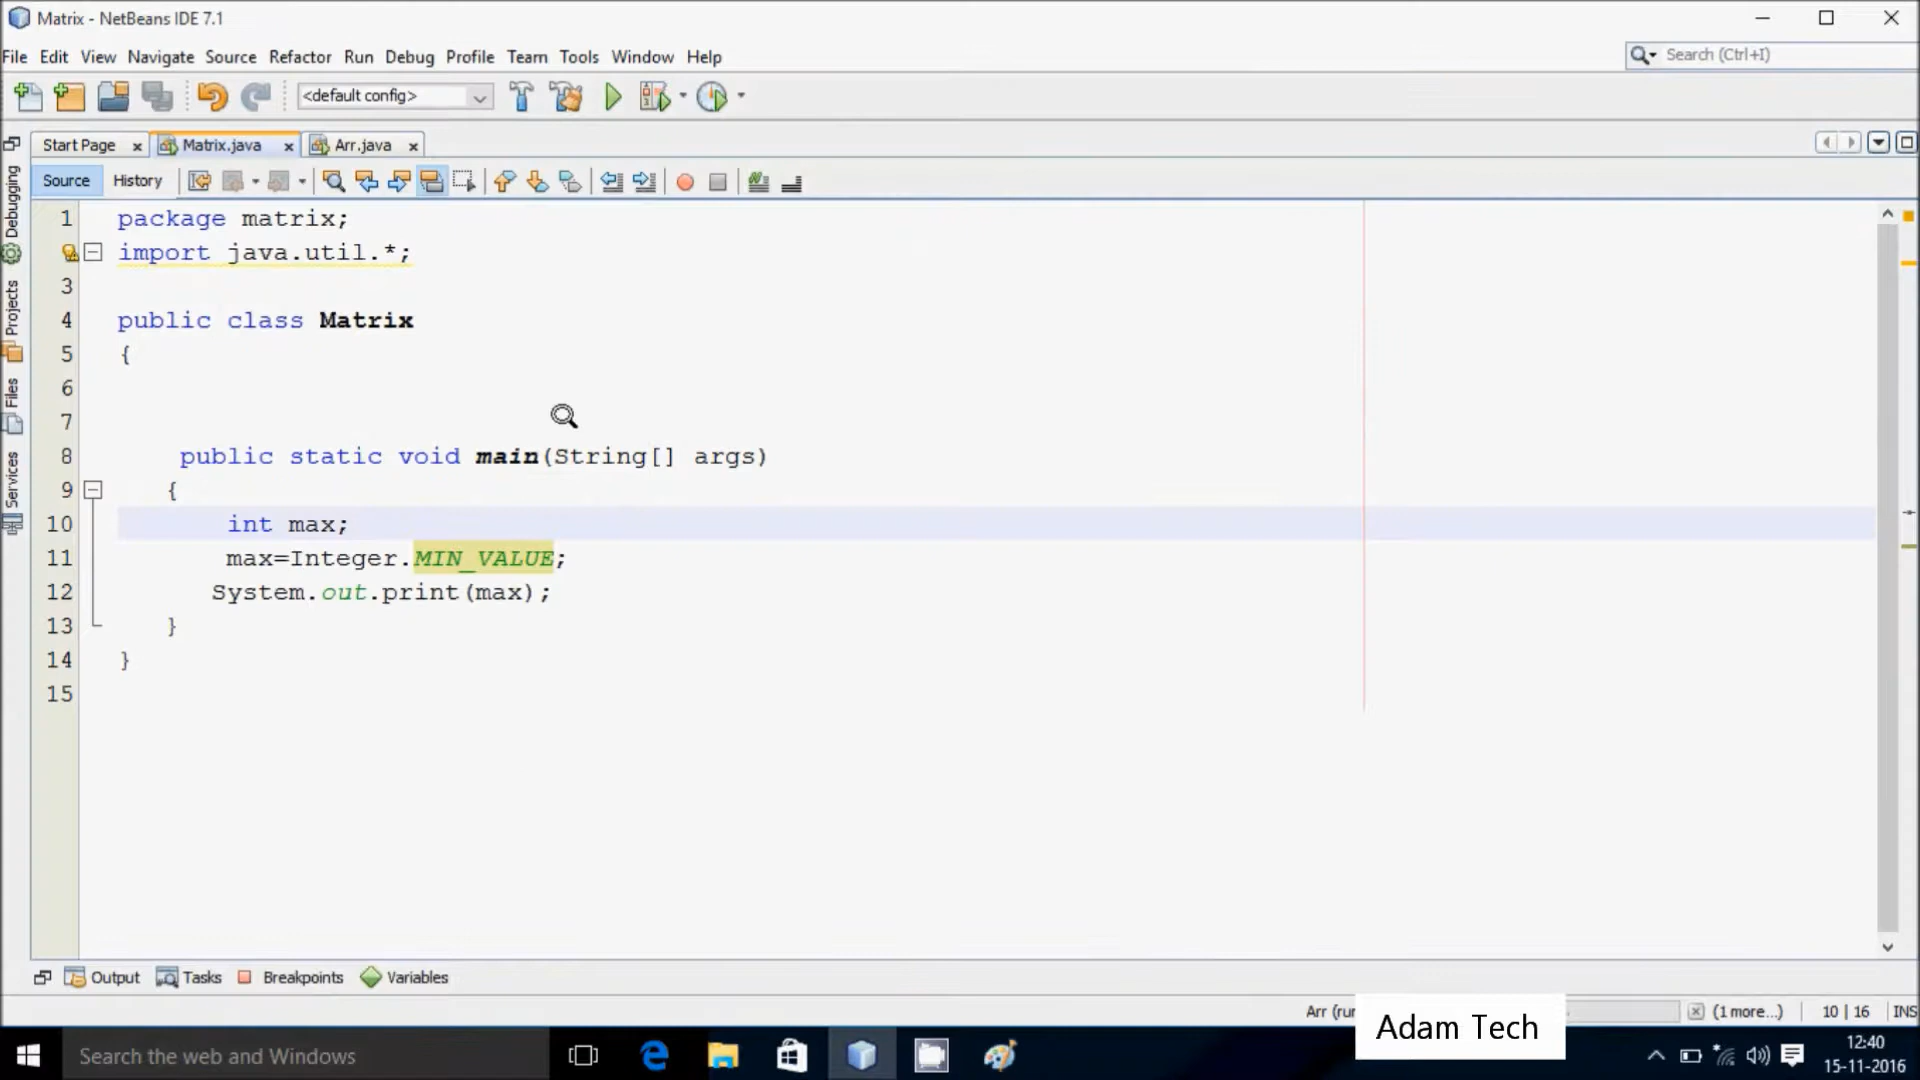 Matrix - NetBeans IDE 7.1
File Edit View Navigate Source Refactor Run Debug Profile Team Tools Window Help
Search (Ctrl+I)
<default config>
Start Page Matrix.java Arr.java
Source History
Debugging
Projects
Files
Services
1 package matrix;
import java.util.*;
3
4 public class Matrix
5 {
6
7
8 public static void main(String[] args)
9 {
10 int max;
11 max=Integer.MIN_VALUE;
12 System.out.print(max);
13 }
14 }
15
Output Tasks Breakpoints Variables
Arr (1 more...) 10 | 16 INS
Adam Tech
Search the web and Windows
12:40
15-11-2016